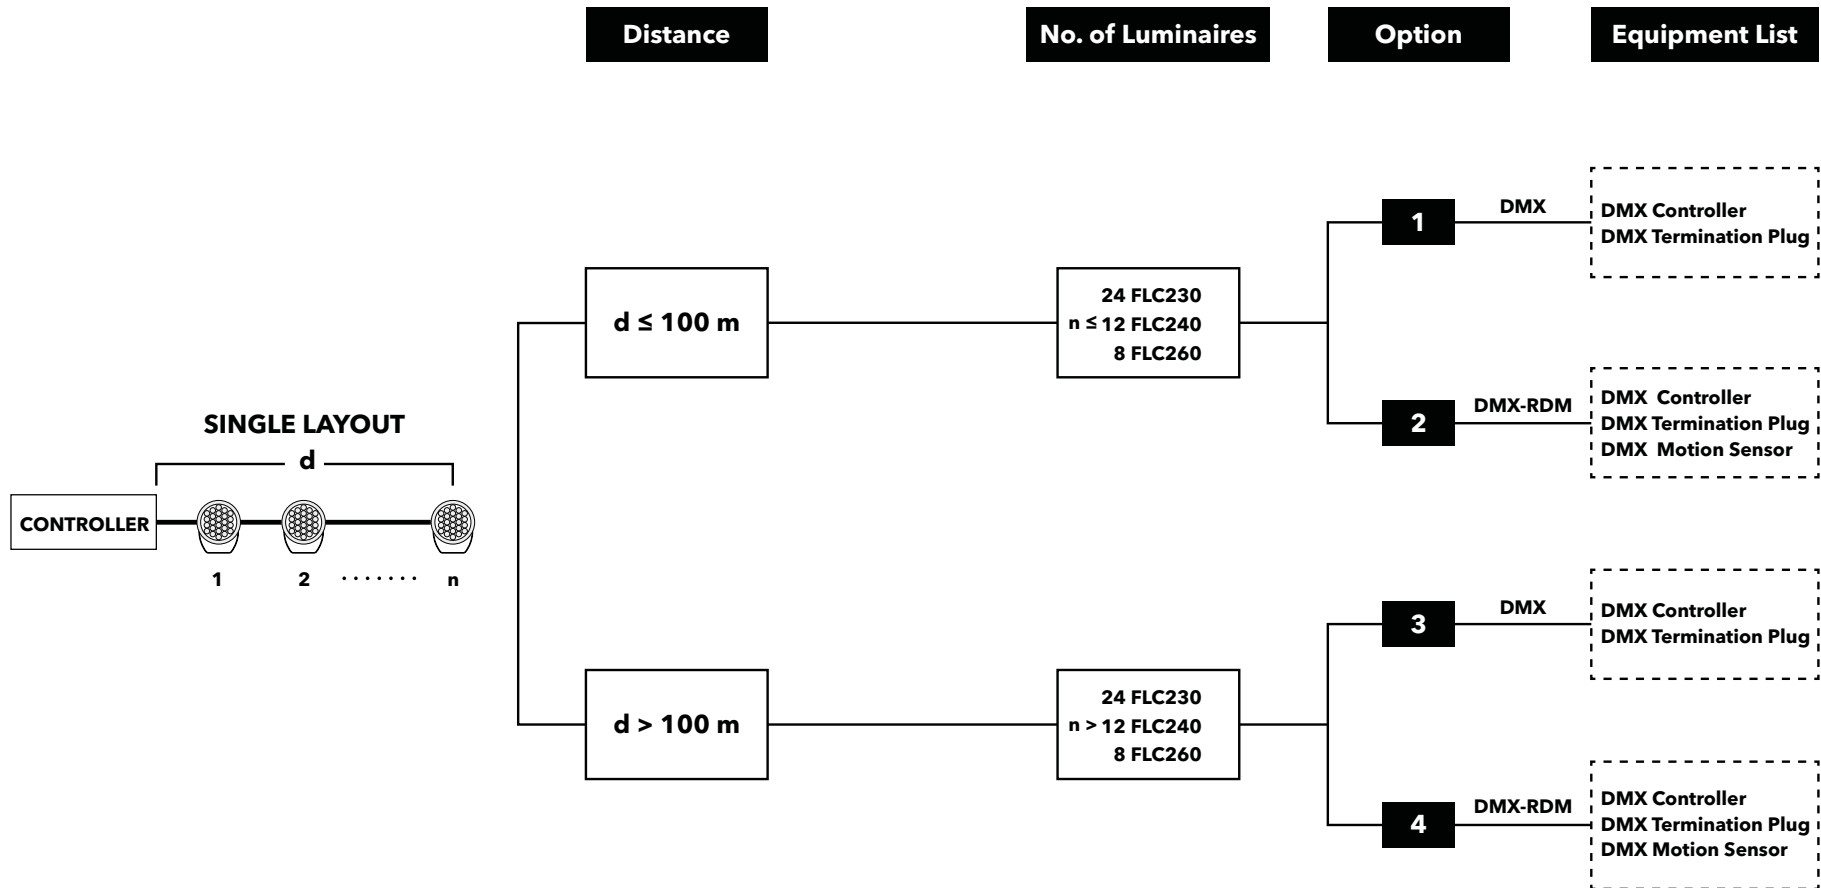 Distance
No. of Luminaires
Option
Equipment List
SINGLE LAYOUT
d
CONTROLLER
1
2
.......
n
d ≤ 100 m
24 FLC230
n ≤ 12 FLC240
8 FLC260
1
DMX
DMX Controller
DMX Termination Plug
2
DMX-RDM
DMX Controller
DMX Termination Plug
DMX Motion Sensor
d > 100 m
24 FLC230
n > 12 FLC240
8 FLC260
3
DMX
DMX Controller
DMX Termination Plug
4
DMX-RDM
DMX Controller
DMX Termination Plug
DMX Motion Sensor